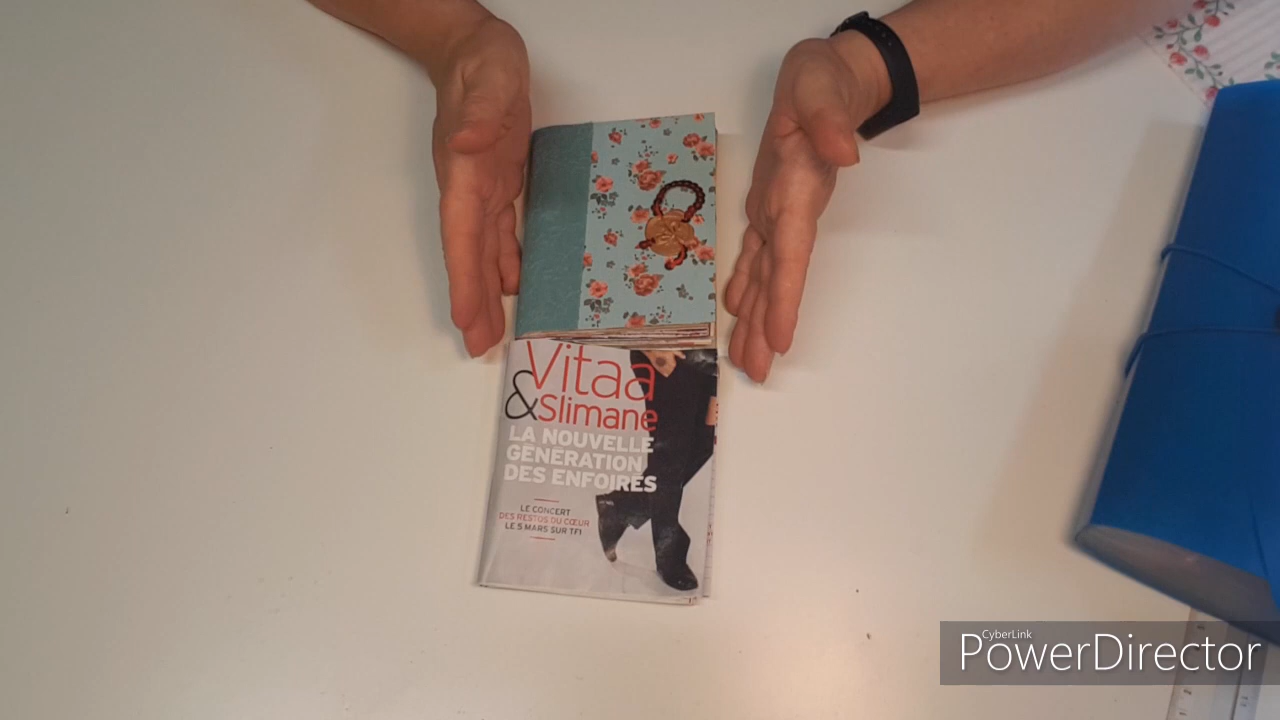 Vitaa
& Slimane
LA NOUVELLE
GÉNÉRATION
DES ENFOIRÉS
LE CONCERT
DES RESTOS DU CŒUR
LE 5 MARS SUR TF1
CyberLink
PowerDirector